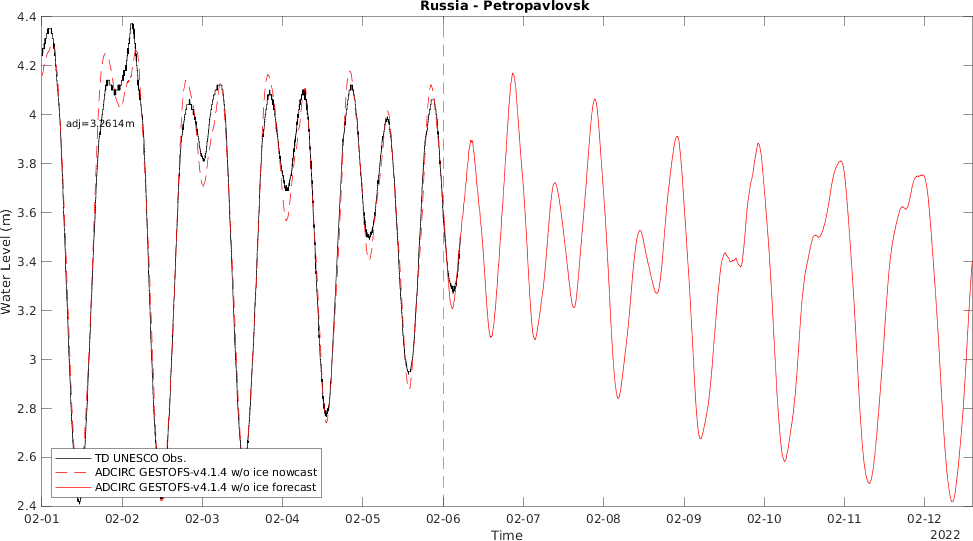 Russia - Petropavlovsk
4.4
4.2
4
3.8
3.6
3.4
3.2
3
2.8
2.6
2.4
Water Level (m)
adj=3.2614m
TD UNESCO Obs.
ADCIRC GESTOFS-v4.1.4 w/o ice nowcast
ADCIRC GESTOFS-v4.1.4 w/o ice forecast
02-01 02-02 02-03 02-04 02-05 02-06 02-07 02-08 02-09 02-10 02-11 02-12
Time
2022